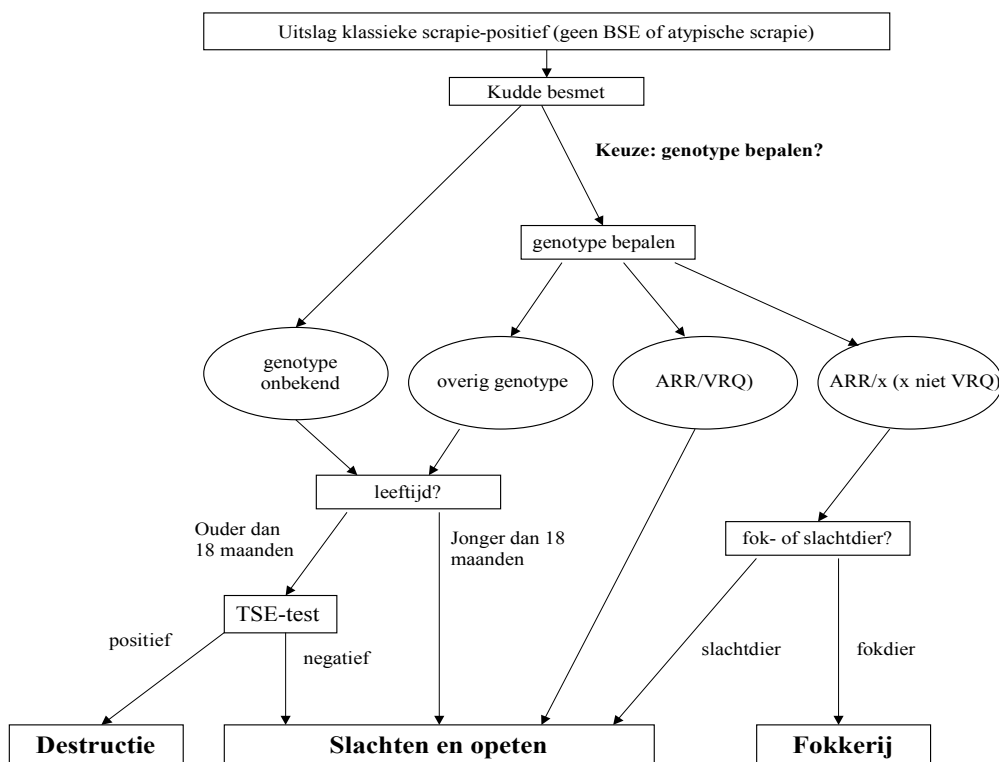 Uitslag klassieke scrapie-positief (geen BSE of atypische scrapie)
Kudde besmet
Keuze: genotype bepalen?
genotype bepalen
genotype
onbekend
overig genotype
ARR/VRQ)
ARR/x (x niet VRQ)
leeftijd?
Ouder dan
18 maanden
Jonger dan 18
maanden
fok- of slachtdier?
TSE-test
positief
negatief
slachtdier
fokdier
Destructie
Slachten en opeten
Fokkerij